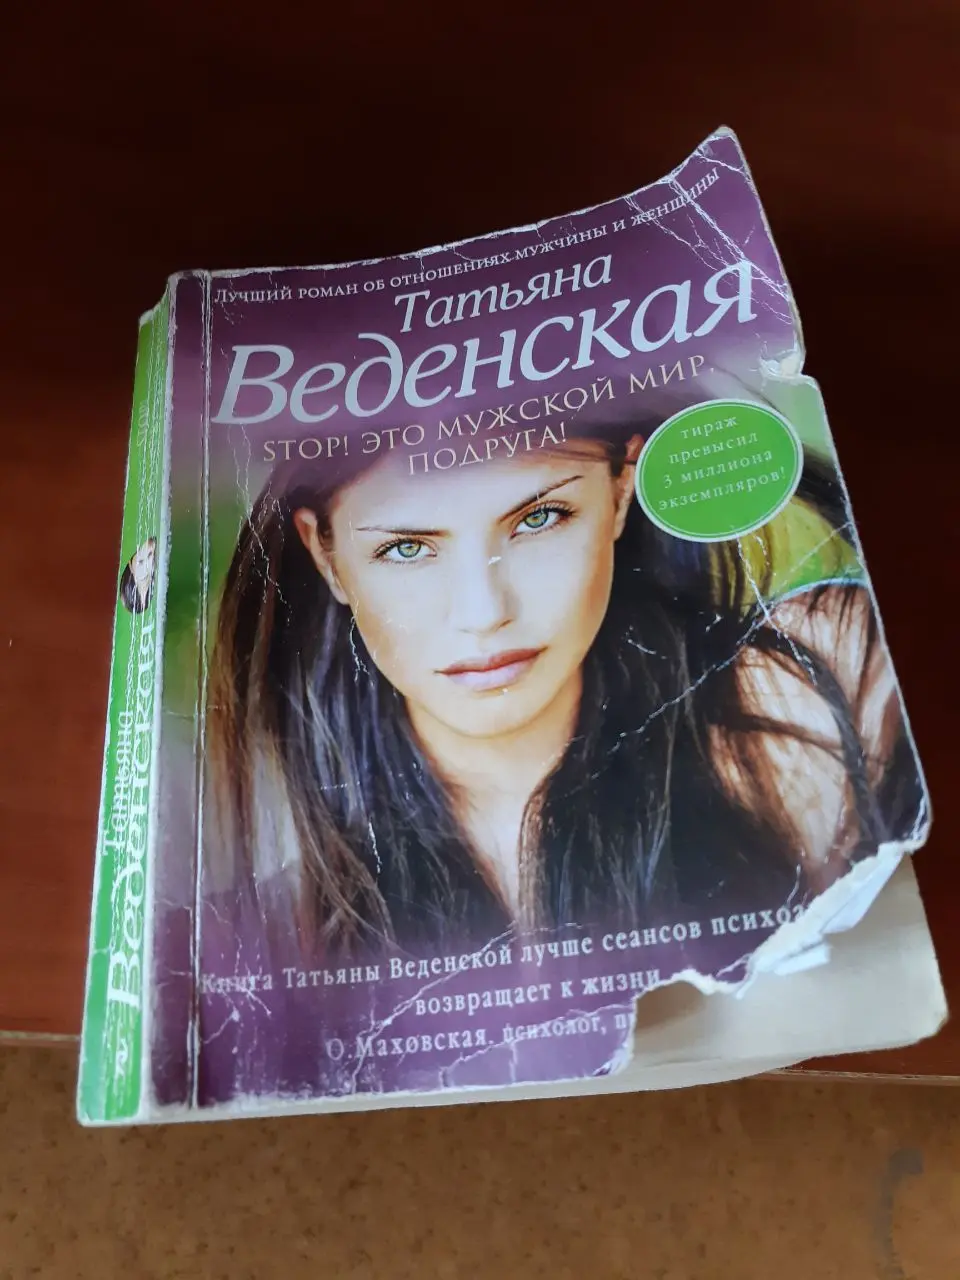 Лучший роман об отношениях мужчины и женщины
Татьяна
Веденская
STOP! ЭТО МУЖСКОЙ МИР,
ПОДРУГА!
тираж
превысил
3 миллиона
экземпляров!
Книга Татьяны Веденской лучше сеансов психоа
возвращает к жизни
О.Маховская, психолог, п
Татьяна
Веденская